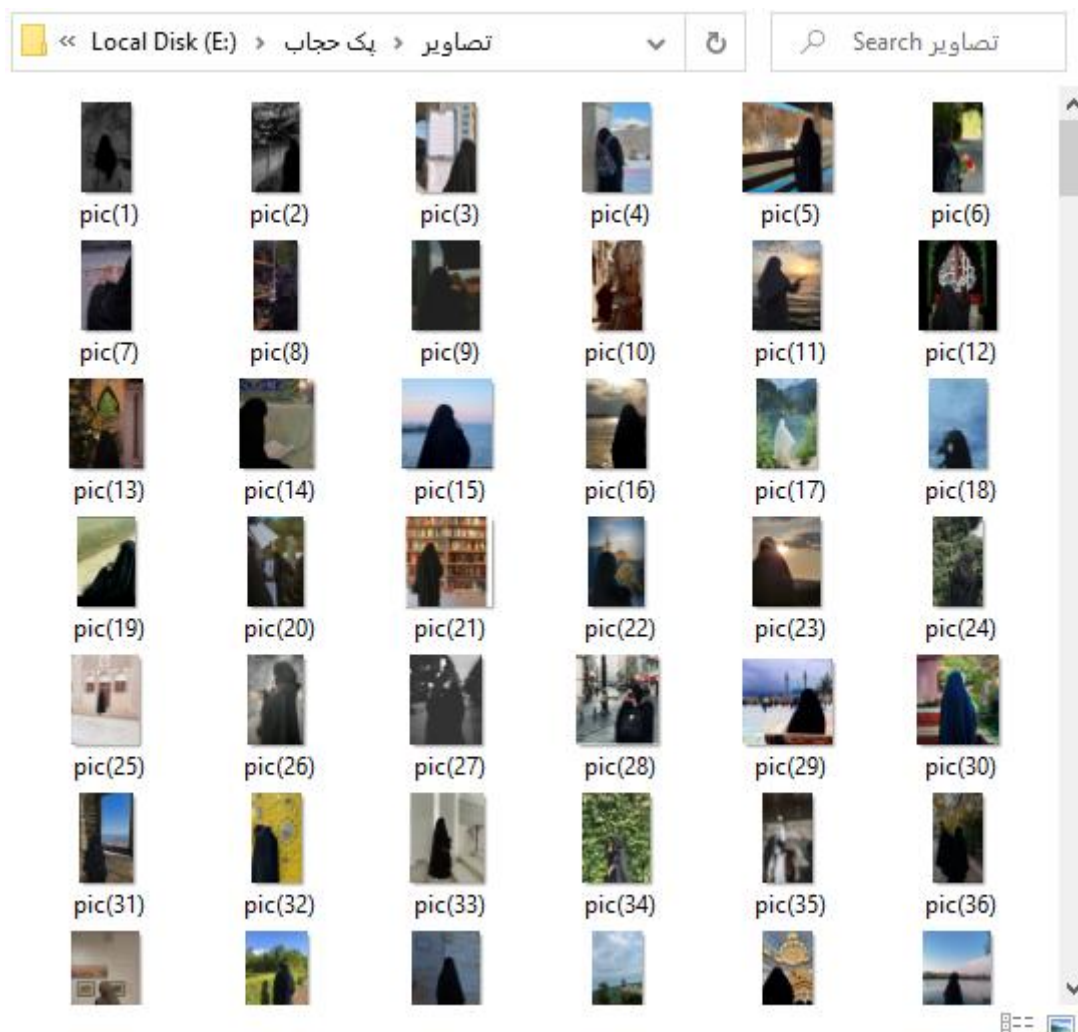 « Local Disk (E:) › پک حجاب › تصاویر
Search تصاویر
pic(1) pic(2) pic(3) pic(4) pic(5) pic(6)
pic(7) pic(8) pic(9) pic(10) pic(11) pic(12)
pic(13) pic(14) pic(15) pic(16) pic(17) pic(18)
pic(19) pic(20) pic(21) pic(22) pic(23) pic(24)
pic(25) pic(26) pic(27) pic(28) pic(29) pic(30)
pic(31) pic(32) pic(33) pic(34) pic(35) pic(36)